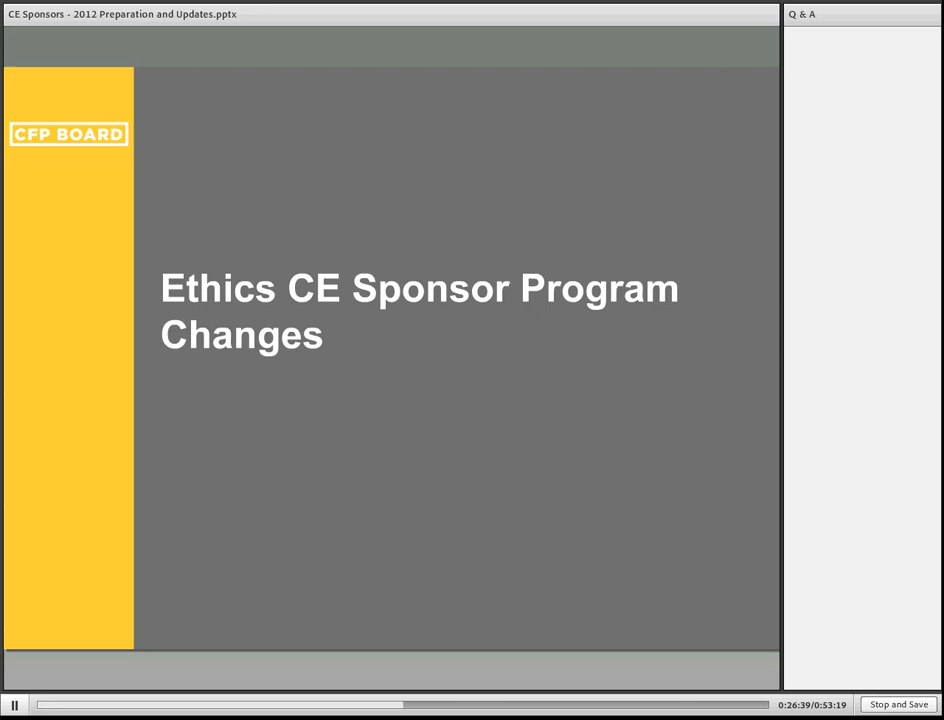 CE Sponsors - 2012 Preparation and Updates.pptx
Q & A
CFP BOARD
Ethics CE Sponsor Program
Changes
0:26:39/0:53:19
Stop and Save